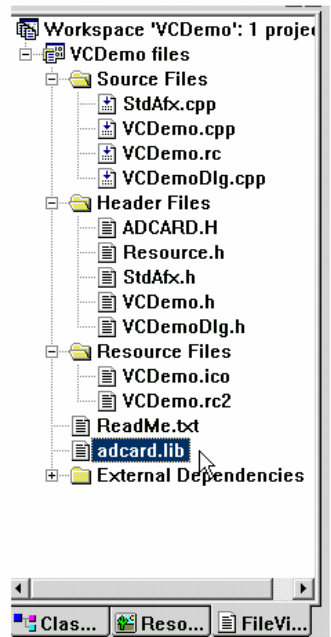 Workspace 'VCDemo': 1 proje
VCDemo files
Source Files
StdAfx.cpp
VCDemo.cpp
VCDemo.rc
VCDemoDlg.cpp
Header Files
ADCARD.H
Resource.h
StdAfx.h
VCDemo.h
VCDemoDlg.h
Resource Files
VCDemo.ico
VCDemo.rc2
ReadMe.txt
adcard.lib
External Dependencies
Clas... Reso... FileVi...